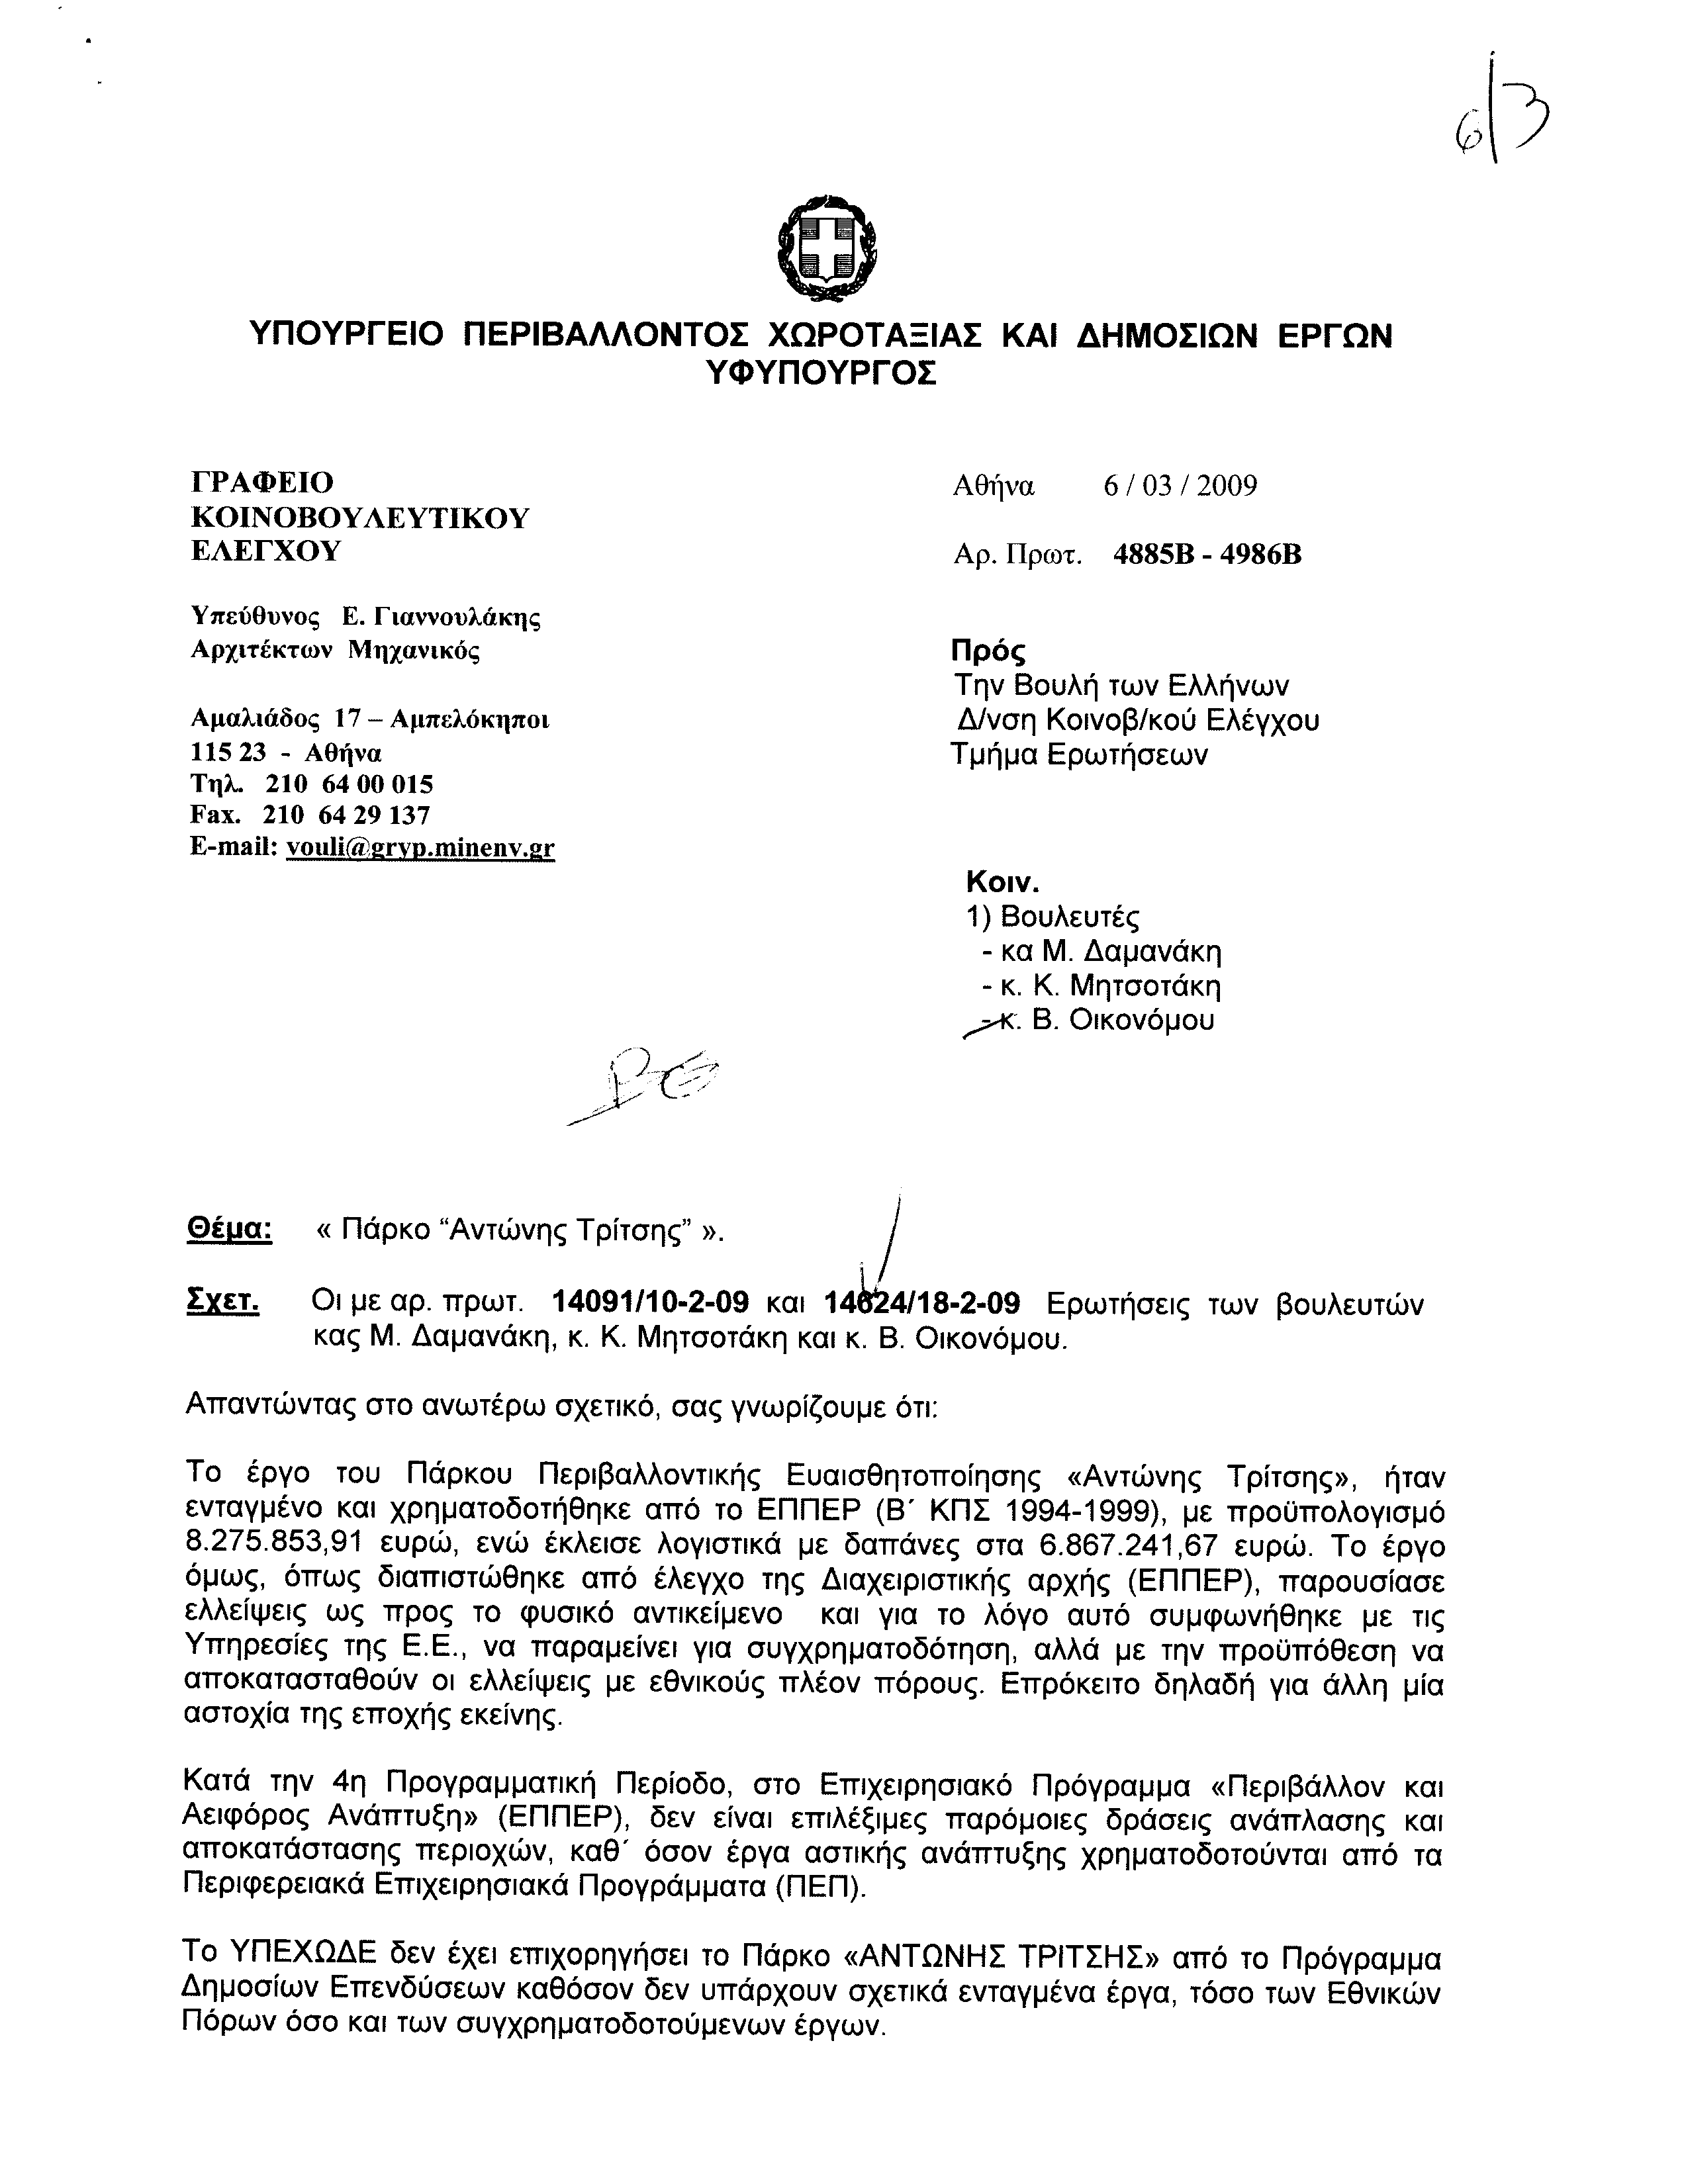 6/3
ΥΠΟΥΡΓΕΙΟ ΠΕΡΙΒΑΛΛΟΝΤΟΣ ΧΩΡΟΤΑΞΙΑΣ ΚΑΙ ΔΗΜΟΣΙΩΝ ΕΡΓΩΝ
ΥΦΥΠΟΥΡΓΟΣ
ΓΡΑΦΕΙΟ
ΚΟΙΝΟΒΟΥΛΕΥΤΙΚΟΥ
ΕΛΕΓΧΟΥ
Υπεύθυνος Ε. Γιαννουλάκης
Αρχιτέκτων Μηχανικός
Αμαλιάδος 17 – Αμπελόκηποι
115 23 - Αθήνα
Τηλ. 210 64 00 015
Fax. 210 64 29 137
E-mail: vouli@gryp.minenv.gr
Αθήνα 6 / 03 / 2009
Αρ. Πρωτ. 4885Β - 4986Β
Πρός
Την Βουλή των Ελλήνων
Δ/νση Κοινοβ/κού Ελέγχου
Τμήμα Ερωτήσεων
Κοιν.
1) Βουλευτές
- κα Μ. Δαμανάκη
- κ. Κ. Μητσοτάκη
- κ. Β. Οικονόμου
Θέμα: « Πάρκο “Αντώνης Τρίτσης” ».
Σχετ. Οι με αρ. πρωτ. 14091/10-2-09 και 14624/18-2-09 Ερωτήσεις των βουλευτών
κας Μ. Δαμανάκη, κ. Κ. Μητσοτάκη και κ. Β. Οικονόμου.
Απαντώντας στο ανωτέρω σχετικό, σας γνωρίζουμε ότι:
Το έργο του Πάρκου Περιβαλλοντικής Ευαισθητοποίησης «Αντώνης Τρίτσης», ήταν
ενταγμένο και χρηματοδοτήθηκε από το ΕΠΠΕΡ (Β΄ ΚΠΣ 1994-1999), με προϋπολογισμό
8.275.853,91 ευρώ, ενώ έκλεισε λογιστικά με δαπάνες στα 6.867.241,67 ευρώ. Το έργο
όμως, όπως διαπιστώθηκε από έλεγχο της Διαχειριστικής αρχής (ΕΠΠΕΡ), παρουσίασε
ελλείψεις ως προς το φυσικό αντικείμενο και για το λόγο αυτό συμφωνήθηκε με τις
Υπηρεσίες της Ε.Ε., να παραμείνει για συγχρηματοδότηση, αλλά με την προϋπόθεση να
αποκατασταθούν οι ελλείψεις με εθνικούς πλέον πόρους. Επρόκειτο δηλαδή για άλλη μία
αστοχία της εποχής εκείνης.
Κατά την 4η Προγραμματική Περίοδο, στο Επιχειρησιακό Πρόγραμμα «Περιβάλλον και
Αειφόρος Ανάπτυξη» (ΕΠΠΕΡ), δεν είναι επιλέξιμες παρόμοιες δράσεις ανάπλασης και
αποκατάστασης περιοχών, καθ΄ όσον έργα αστικής ανάπτυξης χρηματοδοτούνται από τα
Περιφερειακά Επιχειρησιακά Προγράμματα (ΠΕΠ).
Το ΥΠΕΧΩΔΕ δεν έχει επιχορηγήσει το Πάρκο «ΑΝΤΩΝΗΣ ΤΡΙΤΣΗΣ» από το Πρόγραμμα
Δημοσίων Επενδύσεων καθόσον δεν υπάρχουν σχετικά ενταγμένα έργα, τόσο των Εθνικών
Πόρων όσο και των συγχρηματοδοτούμενων έργων.